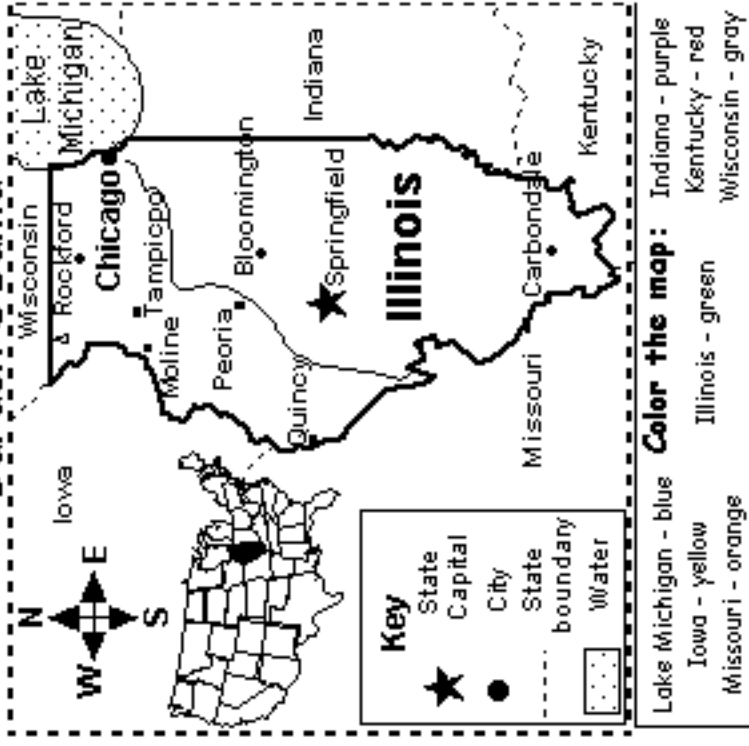 N
W E
S
Iowa
Wisconsin
Lake
Michigan
Rockford
Chicago
Tampico
Moline
Peoria
Bloomington
Indiana
Quincy
Springfield
Illinois
Missouri
Carbondale
Kentucky
Key
State
Capital
City
State
boundary
Water
Lake Michigan - blue
Iowa - yellow
Missouri - orange
Color the map:
Illinois - green
Indiana - purple
Kentucky - red
Wisconsin - gray